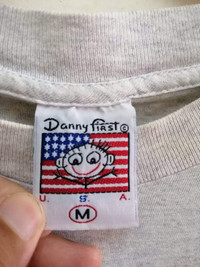 Danny First ©
U. S. A.
M